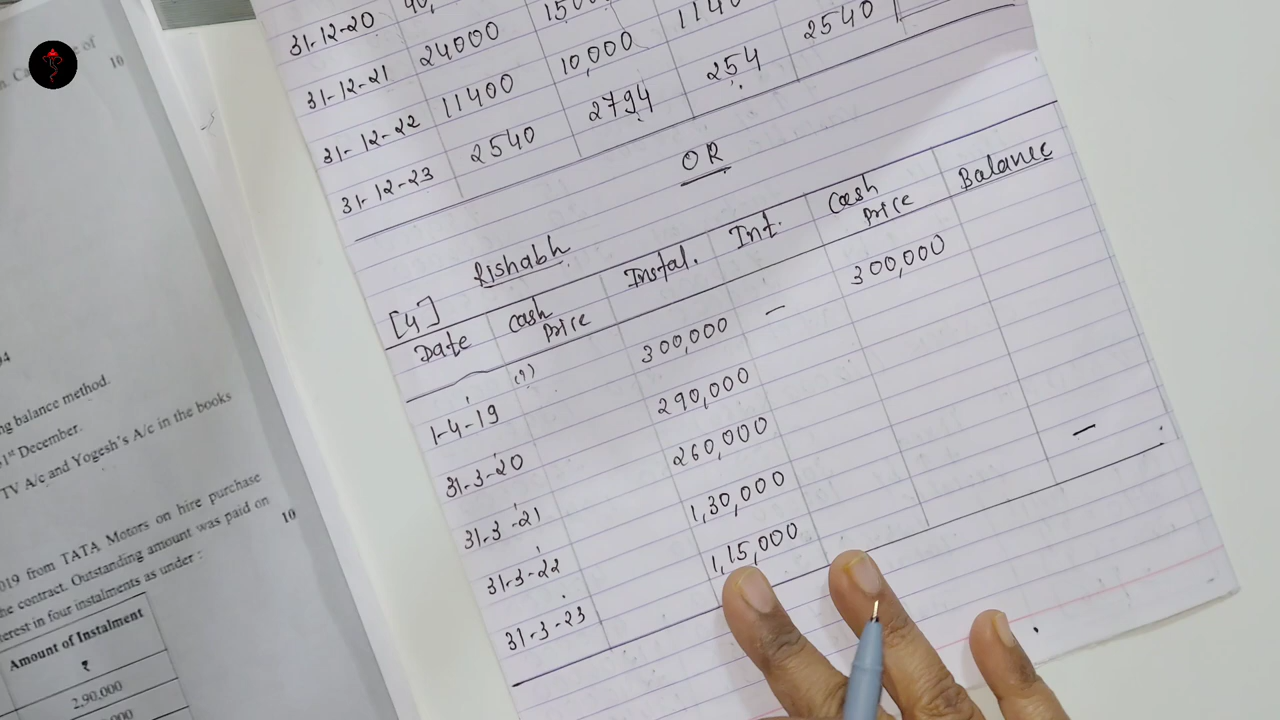 31-12-20
31-12-21 24000
31-12-22 11400 10,000
31-12-23 2540 2794 254 2540
OR
Rishabh
[4]
Date Cash Price Instal. Int. Cash Price Balance
1-4-19 (?) 300,000 — 300,000
31-3-20 290,000
31-3-21 260,000
31-3-22 1,30,000
31-3-23 1,15,000 —
10
balance method.
1st December.
TV A/c and Yogesh's A/c in the books
10
from TATA Motors on hire purchase
the contract. Outstanding amount was paid on
in four instalments as under :
Amount of Instalment
₹
2,90,000